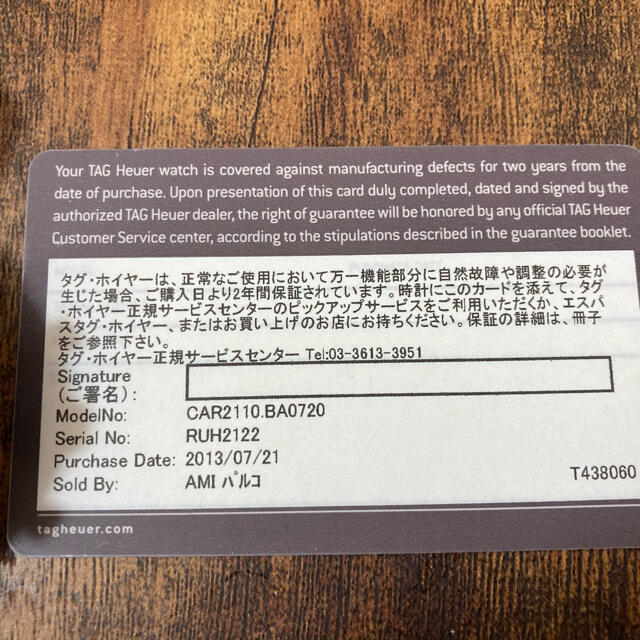 Your TAG Heuer watch is covered against manufacturing defects for two years from the
date of purchase. Upon presentation of this card duly completed, dated and signed by the
authorized TAG Heuer dealer, the right of guarantee will be honored by any official TAG Heuer
Customer Service center, according to the stipulations described in the guarantee booklet.
タグ・ホイヤーは、正常なご使用において万一機能部分に自然故障や調整の必要が
生じた場合、ご購入日より2年間保証されています。時計にこのカードを添えて、タグ
・ホイヤー正規サービスセンターのピックアップサービスをご利用いただくか、エスパ
スタグ・ホイヤー、またはお買い上げのお店にお持ちください。保証の詳細は、冊子
をご参照下さい。
タグ・ホイヤー正規サービスセンター Tel:03-3613-3951
Signature
(ご署名):
ModelNo: CAR2110.BA0720
Serial No: RUH2122
Purchase Date: 2013/07/21
Sold By: AMI ﾊﾟﾙｺ T438060
tagheuer.com